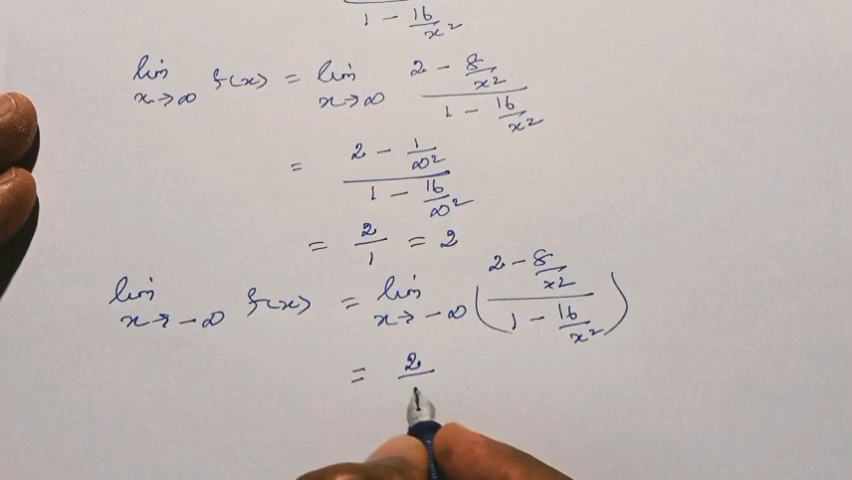 1 - 16/x²
lim x→∞ f(x) = lim x→∞ (2 - 8/x²)/(1 - 16/x²)
= (2 - 1/∞²)/(1 - 16/∞²)
= 2/1 = 2
lim x→-∞ f(x) = lim x→-∞ ((2 - 8/x²)/(1 - 16/x²))
= 2/1